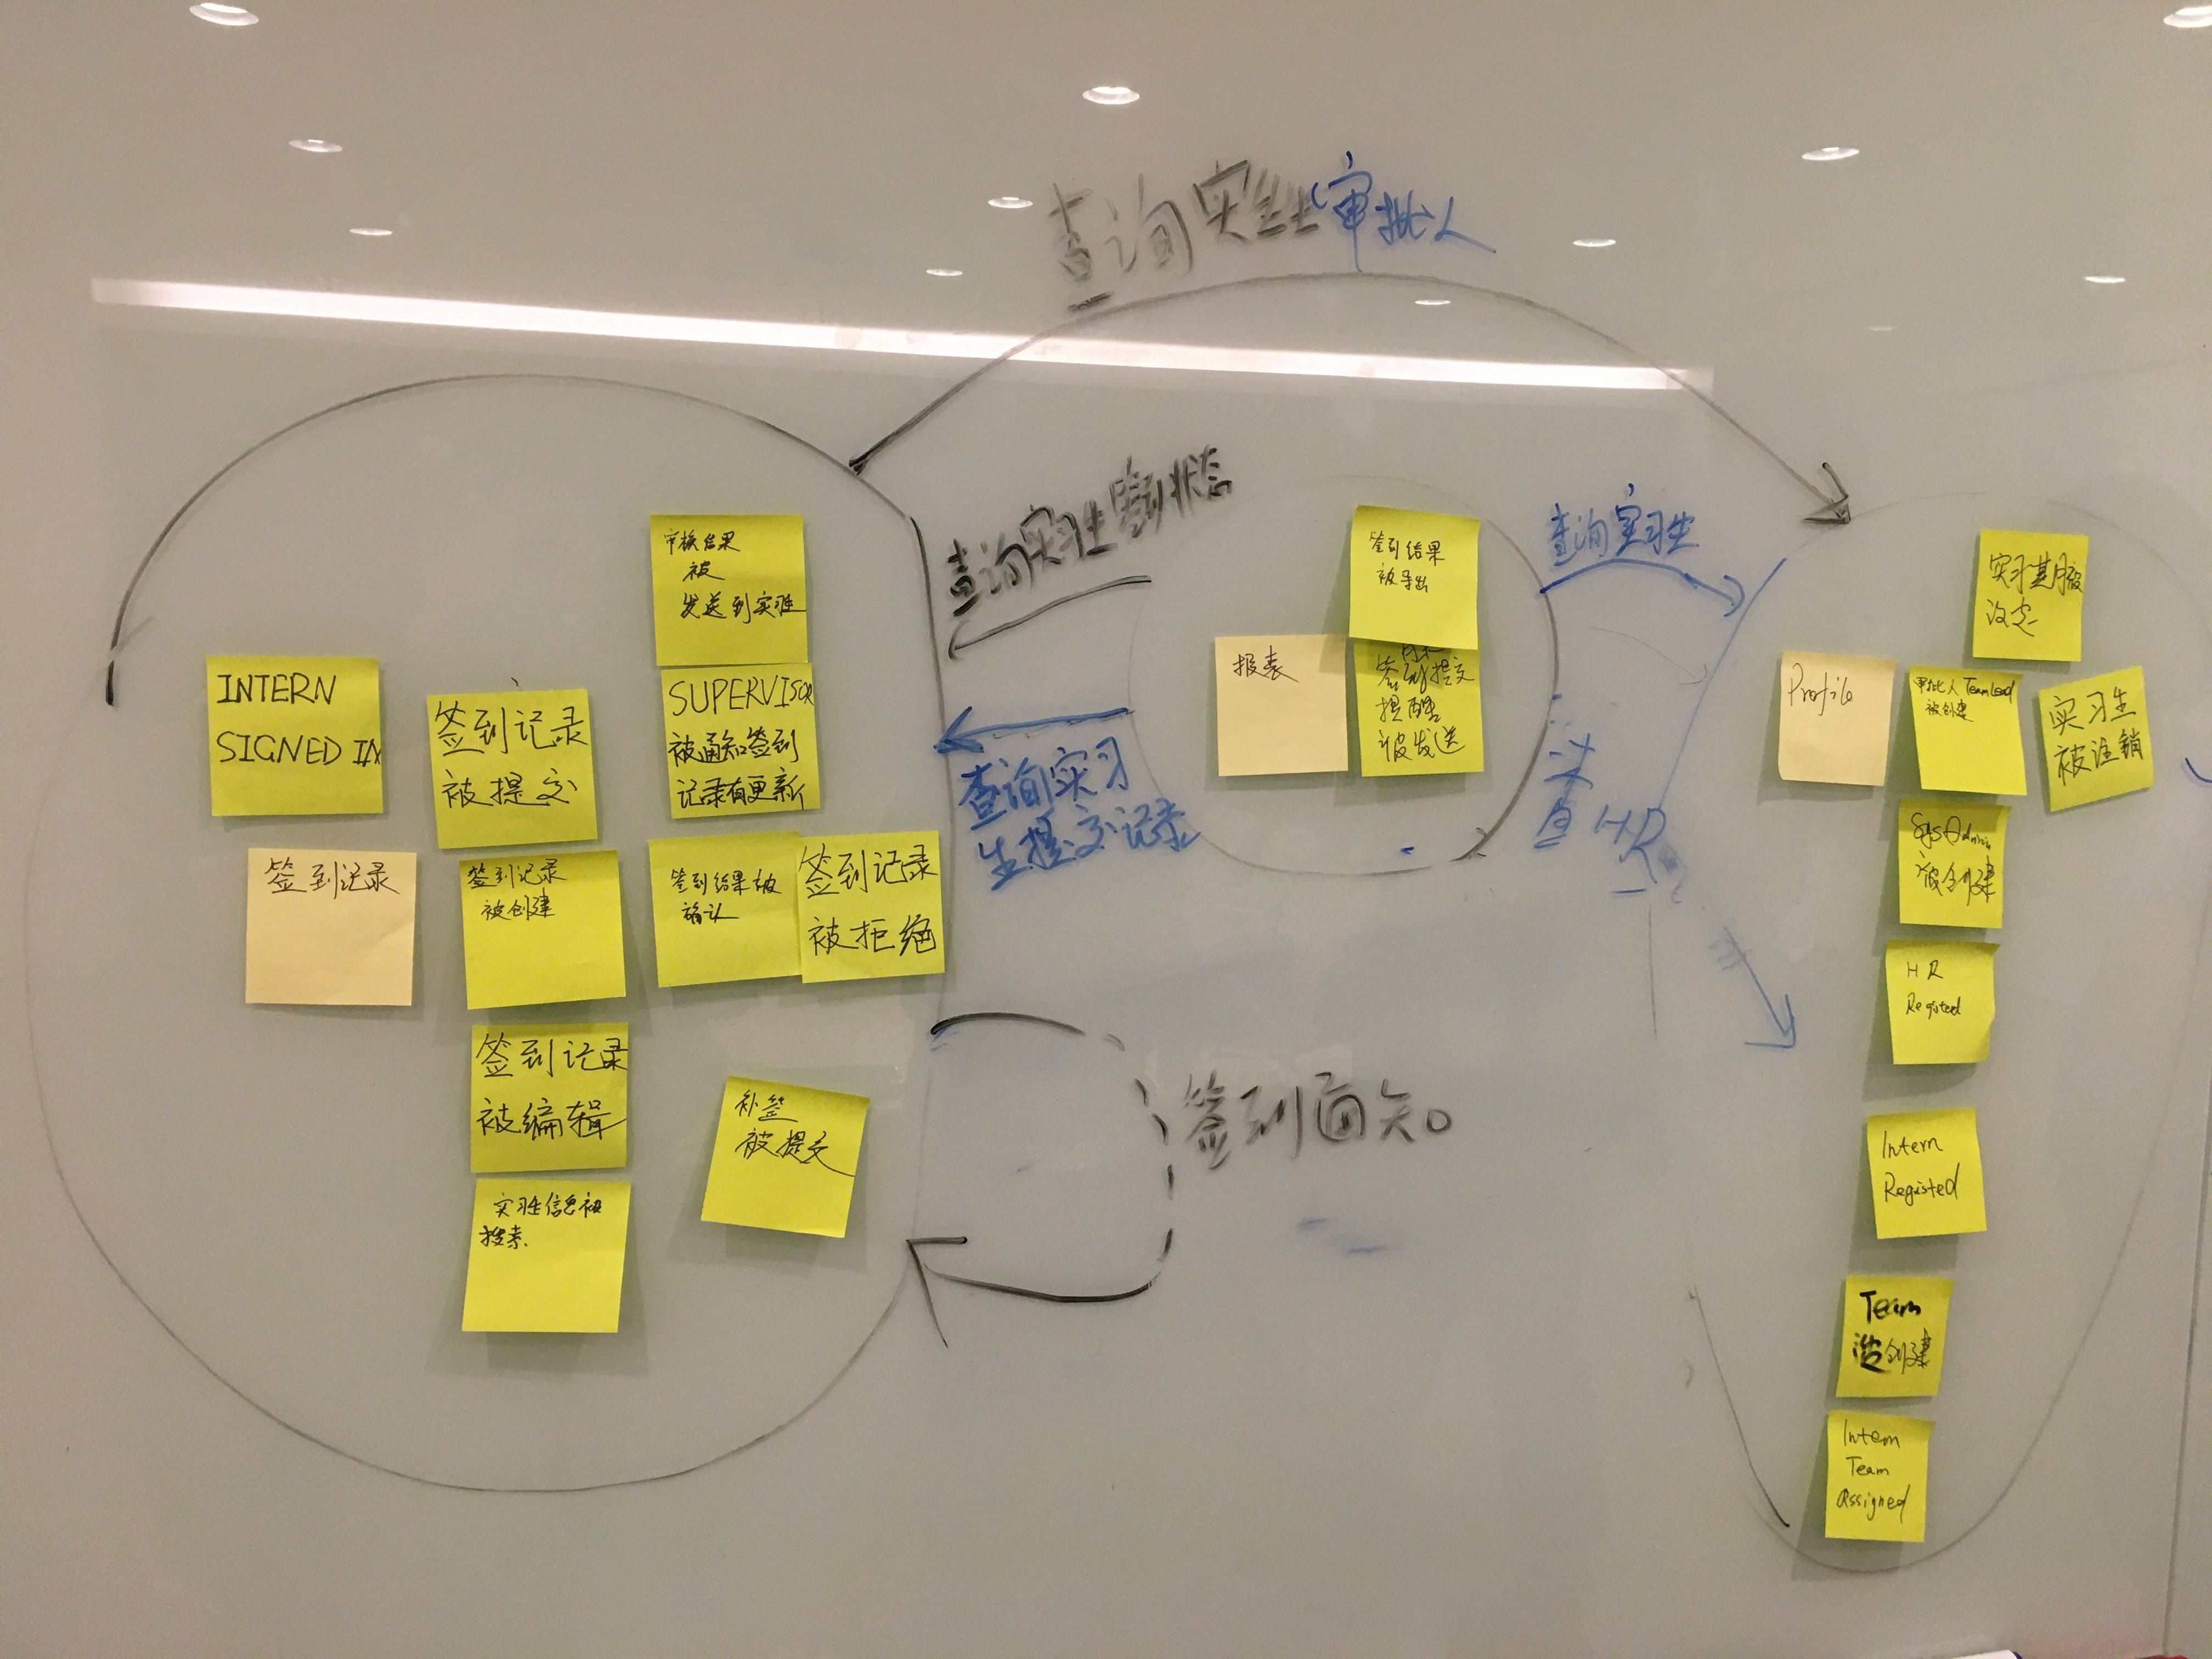 查询实习生(审批人
查询实习生签到状态
查询实习生
审核结果
被
发送到实习生
签到结果
被导出
实习期被
设定
INTERN
SIGNED IN
签到记录
被提交
SUPERVISOR
被通知签到
记录有更新
报表
签到提交
提醒
被发送
Profile
审批人 TeamLead
被创建
实习生
被注销
查询实习
生提交记录
查HR
签到记录
签到记录
被创建
签到结果被
确认
签到记录
被拒绝
SysAdmin
被创建
HR
Registed
签到记录
被编辑
补签
被提交
签到通知
Intern
Registed
实习生信息被
搜索.
Team
被创建
Intern
Team
Assigned